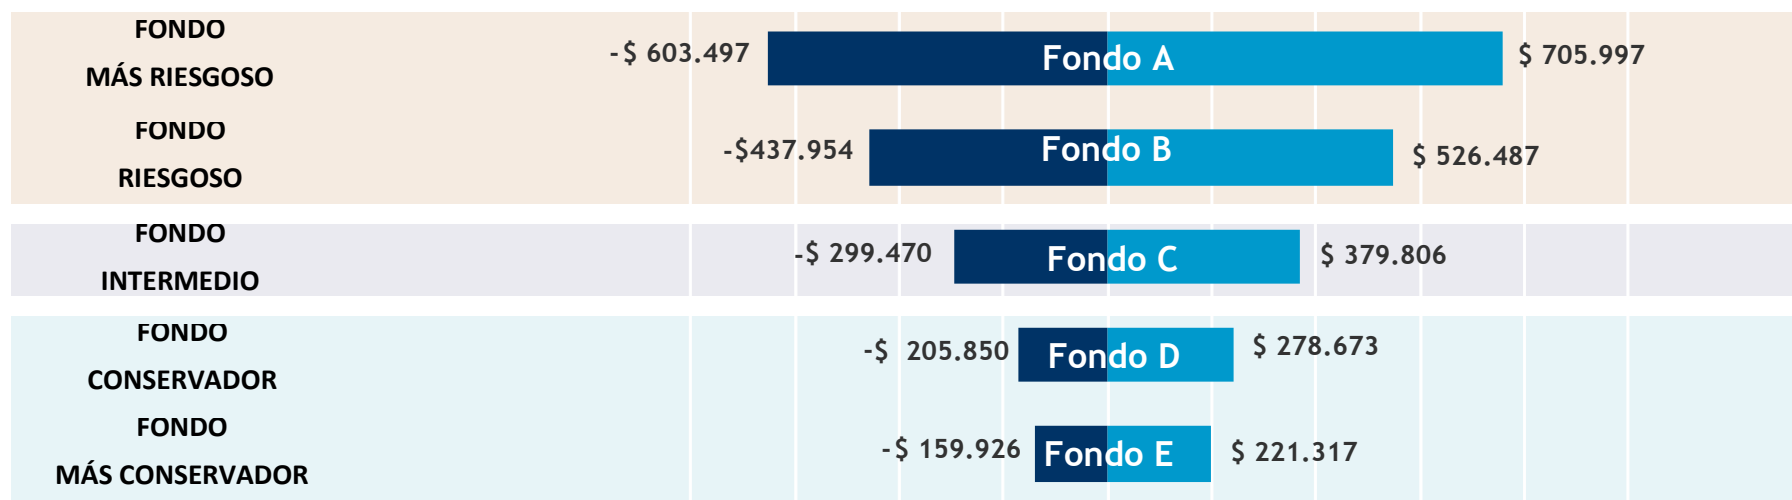 FONDO
MÁS RIESGOSO
-$ 603.497 Fondo A $ 705.997
FONDO
RIESGOSO
-$437.954 Fondo B $ 526.487
FONDO
INTERMEDIO
-$ 299.470 Fondo C $ 379.806
FONDO
CONSERVADOR
-$ 205.850 Fondo D $ 278.673
FONDO
MÁS CONSERVADOR
-$ 159.926 Fondo E $ 221.317